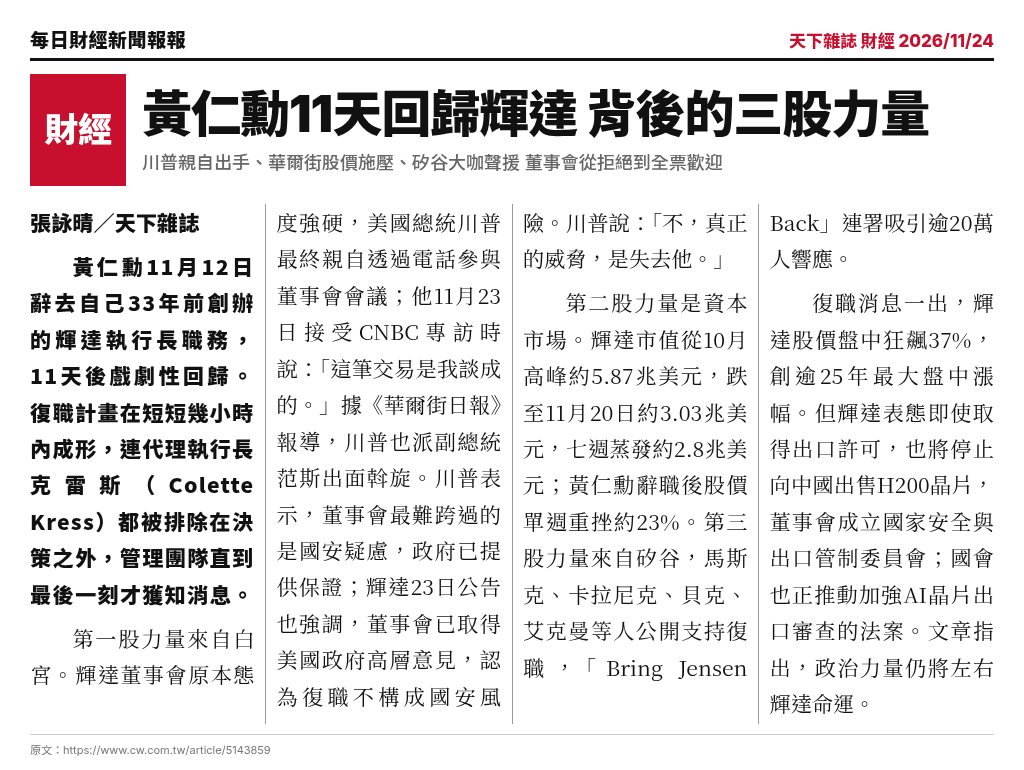 每日財經新聞報報
天下雜誌 財經 2026/11/24
財經
黃仁勳11天回歸輝達 背後的三股力量
川普親自出手、華爾街股價施壓、矽谷大咖聲援 董事會從拒絕到全票歡迎
張詠晴／天下雜誌
黃仁勳11月12日
辭去自己33年前創辦
的輝達執行長職務，
11天後戲劇性回歸。
復職計畫在短短幾小時
內成形，連代理執行長
克雷斯（Colette
Kress）都被排除在決
策之外，管理團隊直到
最後一刻才獲知消息。
第一股力量來自白
宮。輝達董事會原本態
度強硬，美國總統川普
最終親自透過電話參與
董事會會議；他11月23
日接受CNBC專訪時
說：「這筆交易是我談成
的。」據《華爾街日報》
報導，川普也派副總統
范斯出面斡旋。川普表
示，董事會最難跨過的
是國安疑慮，政府已提
供保證；輝達23日公告
也強調，董事會已取得
美國政府高層意見，認
為復職不構成國安風
險。川普說：「不，真正
的威脅，是失去他。」
第二股力量是資本
市場。輝達市值從10月
高峰約5.87兆美元，跌
至11月20日約3.03兆美
元，七週蒸發約2.8兆美
元；黃仁勳辭職後股價
單週重挫約23%。第三
股力量來自矽谷，馬斯
克、卡拉尼克、貝克、
艾克曼等人公開支持復
職，「Bring Jensen
Back」連署吸引逾20萬
人響應。
復職消息一出，輝
達股價盤中狂飆37%，
創逾25年最大盤中漲
幅。但輝達表態即使取
得出口許可，也將停止
向中國出售H200晶片，
董事會成立國家安全與
出口管制委員會；國會
也正推動加強AI晶片出
口審查的法案。文章指
出，政治力量仍將左右
輝達命運。
原文：https://www.cw.com.tw/article/5143859